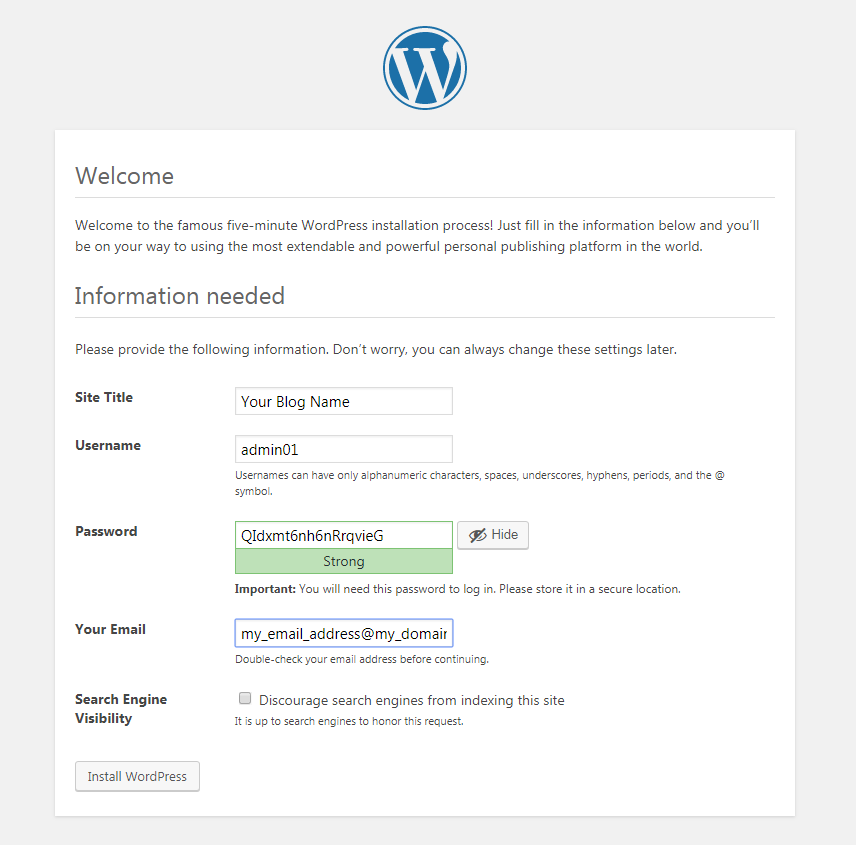 Welcome
Welcome to the famous five-minute WordPress installation process! Just fill in the information below and you’ll
be on your way to using the most extendable and powerful personal publishing platform in the world.
Information needed
Please provide the following information. Don’t worry, you can always change these settings later.
Site Title
Your Blog Name
Username
admin01
Usernames can have only alphanumeric characters, spaces, underscores, hyphens, periods, and the @
symbol.
Password
QIdxmt6nh6nRrqvieG
Hide
Strong
Important: You will need this password to log in. Please store it in a secure location.
Your Email
my_email_address@my_domain
Double-check your email address before continuing.
Search Engine
Visibility
Discourage search engines from indexing this site
It is up to search engines to honor this request.
Install WordPress